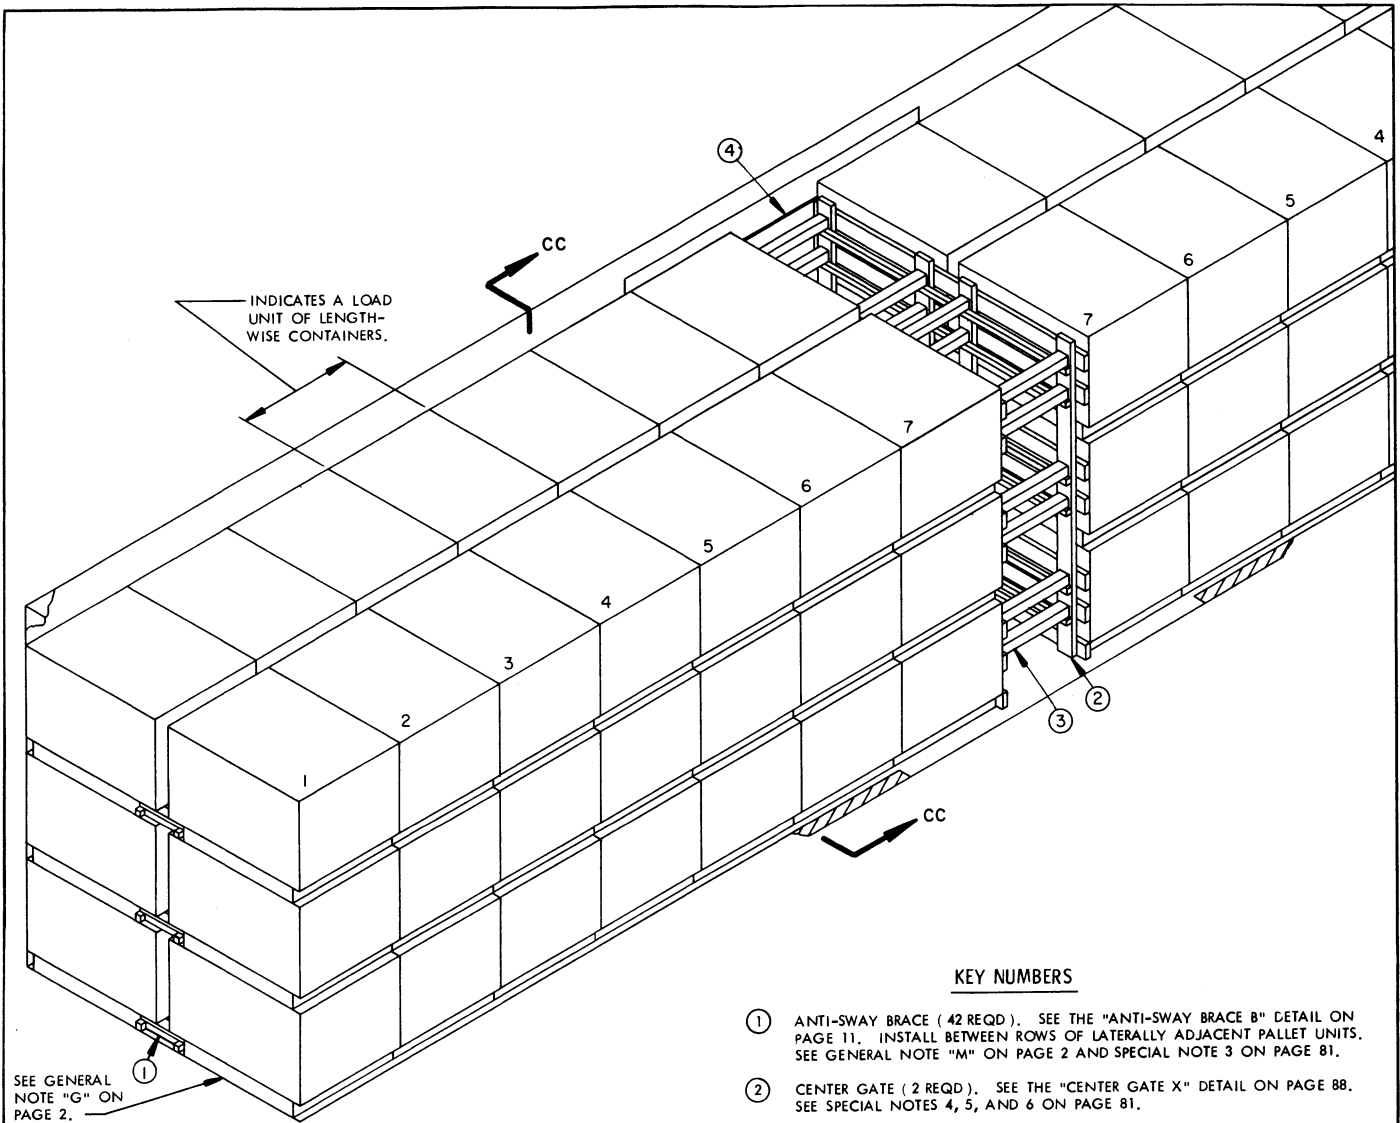 4
4
5
CC
6
INDICATES A LOAD
UNIT OF LENGTH-
WISE CONTAINERS.
7
7
6
5
4
3
2
2
3
1
CC
KEY NUMBERS
1 ANTI-SWAY BRACE ( 42 REQD ). SEE THE "ANTI-SWAY BRACE B" DETAIL ON
PAGE 11. INSTALL BETWEEN ROWS OF LATERALLY ADJACENT PALLET UNITS.
SEE GENERAL NOTE "M" ON PAGE 2 AND SPECIAL NOTE 3 ON PAGE 81.
2 CENTER GATE ( 2 REQD ). SEE THE "CENTER GATE X" DETAIL ON PAGE 88.
SEE SPECIAL NOTES 4, 5, AND 6 ON PAGE 81.
1
SEE GENERAL
NOTE "G" ON
PAGE 2.